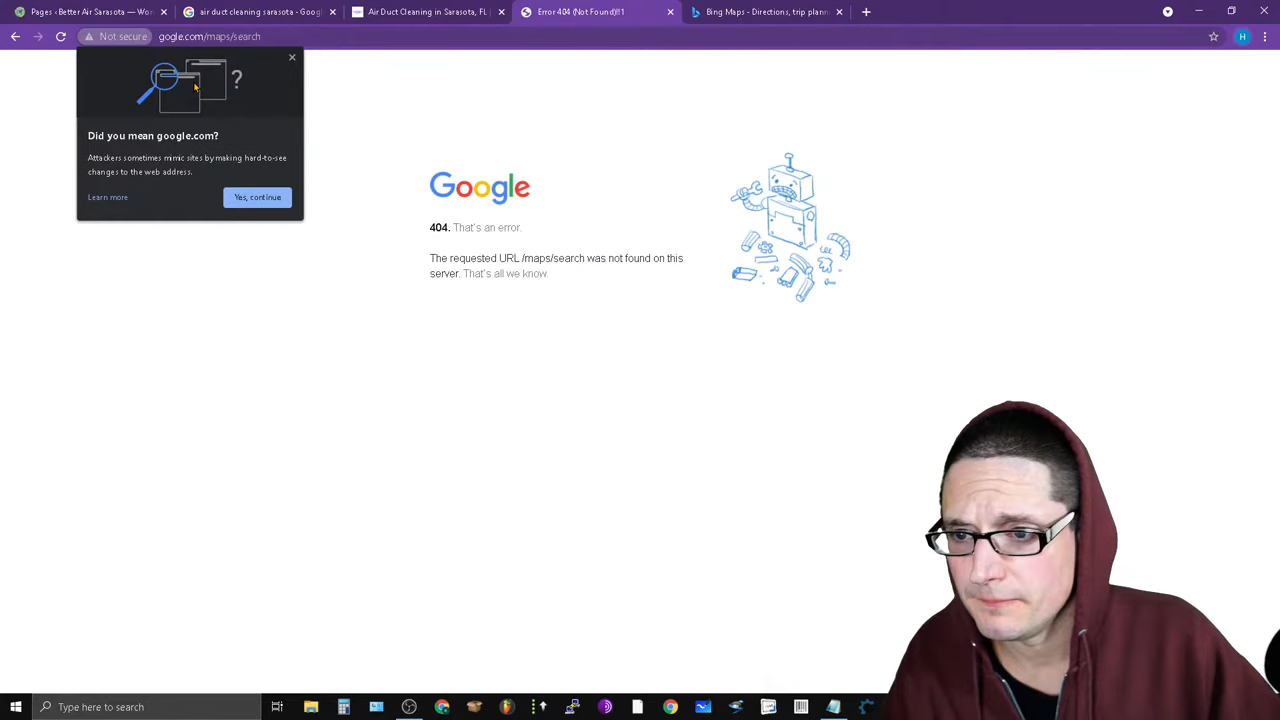 Pages ‹ Better Air Sarasota — Wor
air duct cleaning sarasota - Googl
Air Duct Cleaning in Sarasota, FL |
Error 404 (Not Found)!!1
Bing Maps - Directions, trip plann
Not secure
gogle.com/maps/search
H
?
Did you mean google.com?
Attackers sometimes mimic sites by making hard-to-see
changes to the web address.
Learn more
Yes, continue
Google
404. That's an error.
The requested URL /maps/search was not found on this
server. That's all we know.
Type here to search